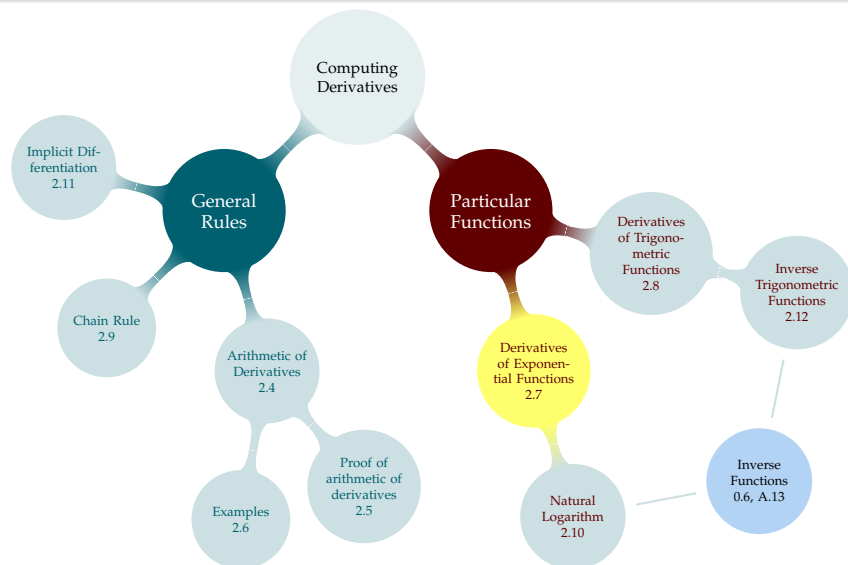 Computing
Derivatives
General
Rules
Particular
Functions
Implicit Dif-
ferentiation
2.11
Chain Rule
2.9
Arithmetic of
Derivatives
2.4
Examples
2.6
Proof of
arithmetic of
derivatives
2.5
Derivatives
of Trigono-
metric
Functions
2.8
Inverse
Trigonometric
Functions
2.12
Derivatives
of Exponen-
tial Functions
2.7
Natural
Logarithm
2.10
Inverse
Functions
0.6, A.13